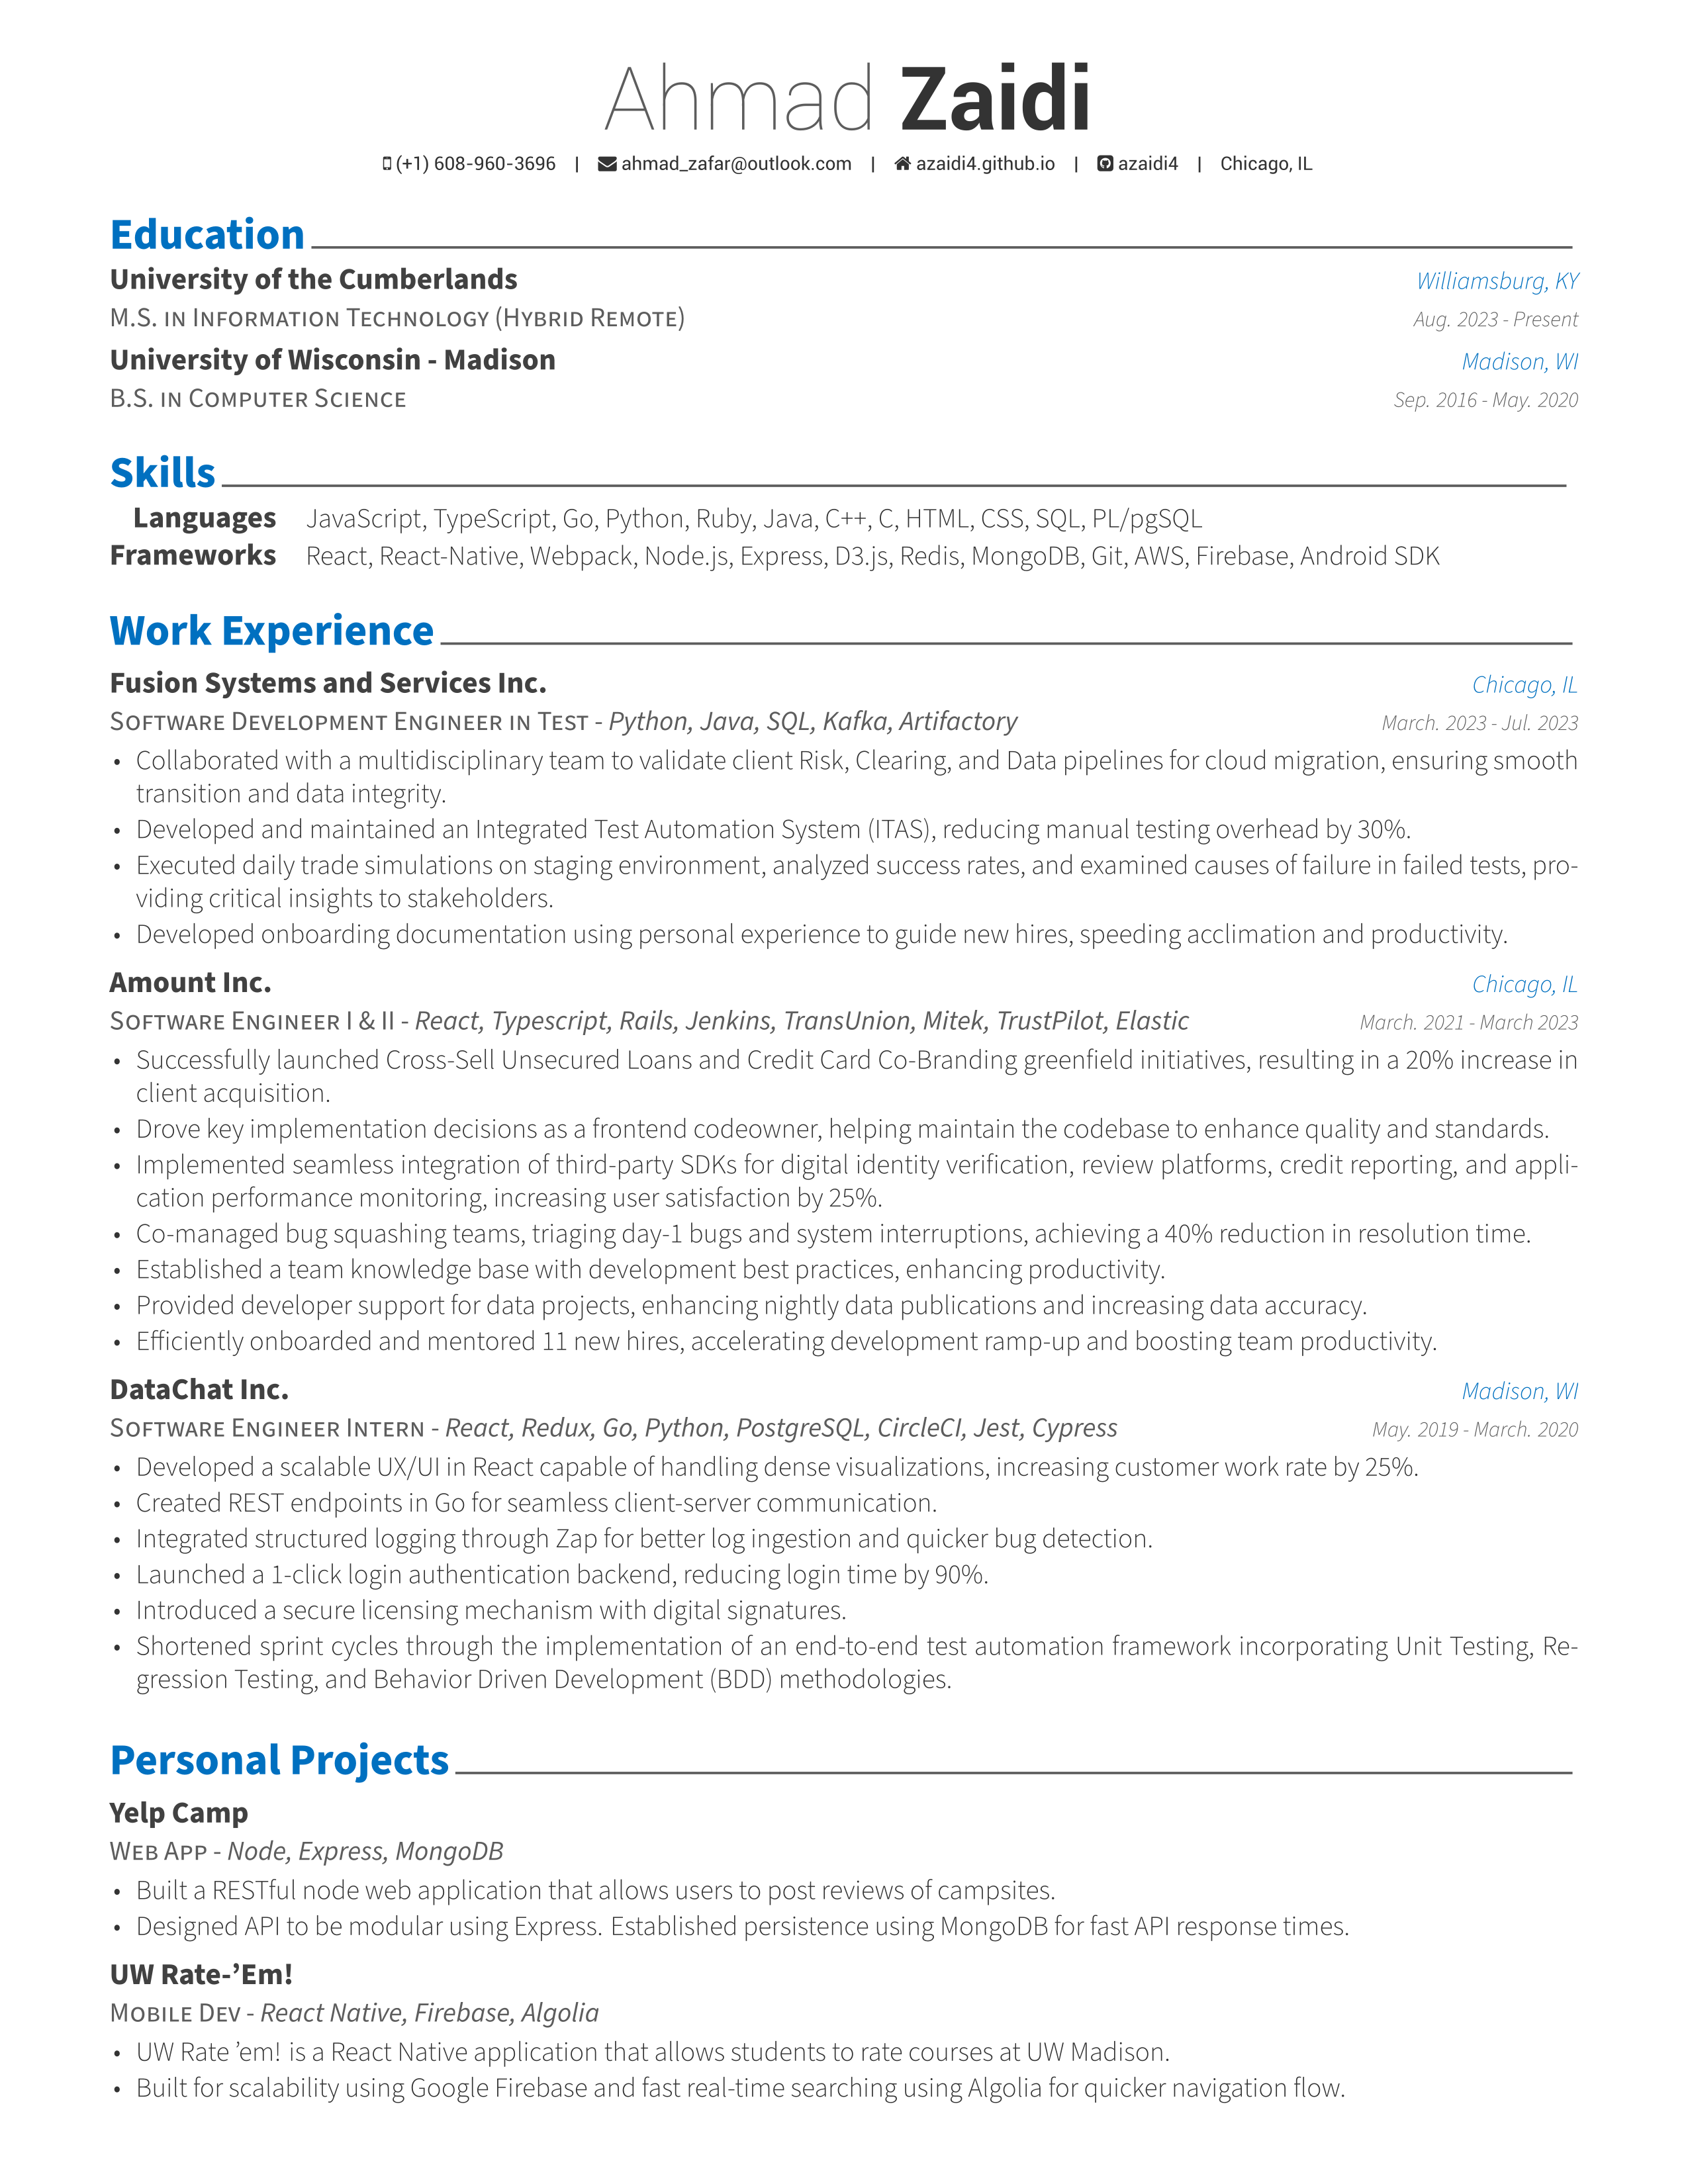 Ahmad Zaidi
(+1) 608-960-3696 | ahmad_zafar@outlook.com | azaidi4.github.io | azaidi4 | Chicago, IL
Education
University of the Cumberlands Williamsburg, KY
M.S. in Information Technology (Hybrid Remote) Aug. 2023 - Present
University of Wisconsin - Madison Madison, WI
B.S. in Computer Science Sep. 2016 - May. 2020
Skills
Languages JavaScript, TypeScript, Go, Python, Ruby, Java, C++, C, HTML, CSS, SQL, PL/pgSQL
Frameworks React, React-Native, Webpack, Node.js, Express, D3.js, Redis, MongoDB, Git, AWS, Firebase, Android SDK
Work Experience
Fusion Systems and Services Inc. Chicago, IL
Software Development Engineer in Test - Python, Java, SQL, Kafka, Artifactory March. 2023 - Jul. 2023
• Collaborated with a multidisciplinary team to validate client Risk, Clearing, and Data pipelines for cloud migration, ensuring smooth
transition and data integrity.
• Developed and maintained an Integrated Test Automation System (ITAS), reducing manual testing overhead by 30%.
• Executed daily trade simulations on staging environment, analyzed success rates, and examined causes of failure in failed tests, pro-
viding critical insights to stakeholders.
• Developed onboarding documentation using personal experience to guide new hires, speeding acclimation and productivity.
Amount Inc. Chicago, IL
Software Engineer I & II - React, Typescript, Rails, Jenkins, TransUnion, Mitek, TrustPilot, Elastic March. 2021 - March 2023
• Successfully launched Cross-Sell Unsecured Loans and Credit Card Co-Branding greenfield initiatives, resulting in a 20% increase in
client acquisition.
• Drove key implementation decisions as a frontend codeowner, helping maintain the codebase to enhance quality and standards.
• Implemented seamless integration of third-party SDKs for digital identity verification, review platforms, credit reporting, and appli-
cation performance monitoring, increasing user satisfaction by 25%.
• Co-managed bug squashing teams, triaging day-1 bugs and system interruptions, achieving a 40% reduction in resolution time.
• Established a team knowledge base with development best practices, enhancing productivity.
• Provided developer support for data projects, enhancing nightly data publications and increasing data accuracy.
• Efficiently onboarded and mentored 11 new hires, accelerating development ramp-up and boosting team productivity.
DataChat Inc. Madison, WI
Software Engineer Intern - React, Redux, Go, Python, PostgreSQL, CircleCI, Jest, Cypress May. 2019 - March. 2020
• Developed a scalable UX/UI in React capable of handling dense visualizations, increasing customer work rate by 25%.
• Created REST endpoints in Go for seamless client-server communication.
• Integrated structured logging through Zap for better log ingestion and quicker bug detection.
• Launched a 1-click login authentication backend, reducing login time by 90%.
• Introduced a secure licensing mechanism with digital signatures.
• Shortened sprint cycles through the implementation of an end-to-end test automation framework incorporating Unit Testing, Re-
gression Testing, and Behavior Driven Development (BDD) methodologies.
Personal Projects
Yelp Camp
Web App - Node, Express, MongoDB
• Built a RESTful node web application that allows users to post reviews of campsites.
• Designed API to be modular using Express. Established persistence using MongoDB for fast API response times.
UW Rate-’Em!
Mobile Dev - React Native, Firebase, Algolia
• UW Rate ’em! is a React Native application that allows students to rate courses at UW Madison.
• Built for scalability using Google Firebase and fast real-time searching using Algolia for quicker navigation flow.